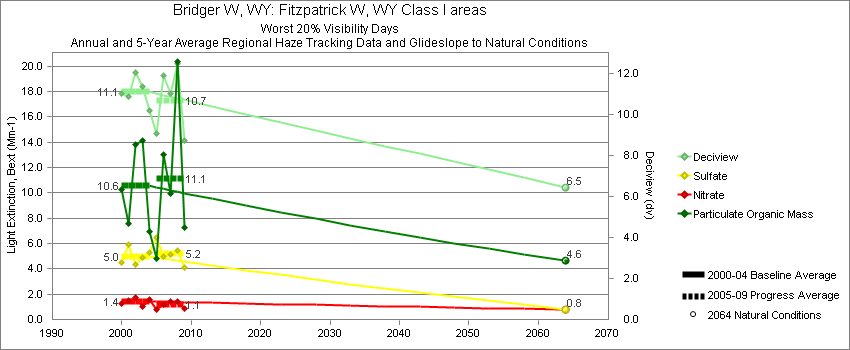 Bridger W, WY: Fitzpatrick W, WY Class I areas
Worst 20% Visibility Days
Annual and 5-Year Average Regional Haze Tracking Data and Glideslope to Natural Conditions
Light Extinction, Bext (Mm-1)
20.0
18.0
16.0
14.0
12.0
10.0
8.0
6.0
4.0
2.0
0.0
11.1
10.7
10.6
11.1
5.0
5.2
1.4
1.1
6.5
4.6
0.8
12.0
10.0
8.0
6.0
4.0
2.0
0.0
Deciview (dv)
1990 2000 2010 2020 2030 2040 2050 2060 2070
Deciview
Sulfate
Nitrate
Particulate Organic Mass
2000-04 Baseline Average
2005-09 Progress Average
2064 Natural Conditions